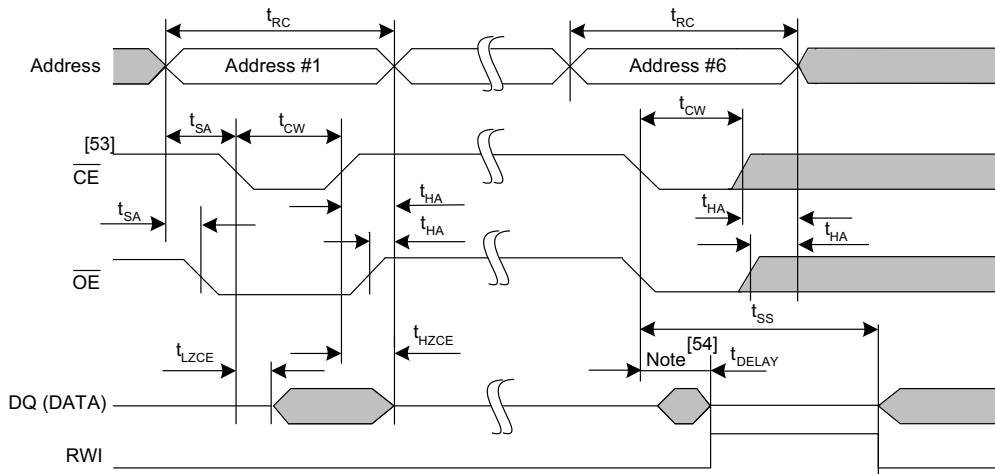 tRC
tRC
Address
Address #1
Address #6
tSA
tCW
tCW
[53]
CE
tHA
tHA
tSA
tHA
tHA
OE
tSS
tLZCE
tHZCE
Note
[54]
tDELAY
DQ (DATA)
RWI